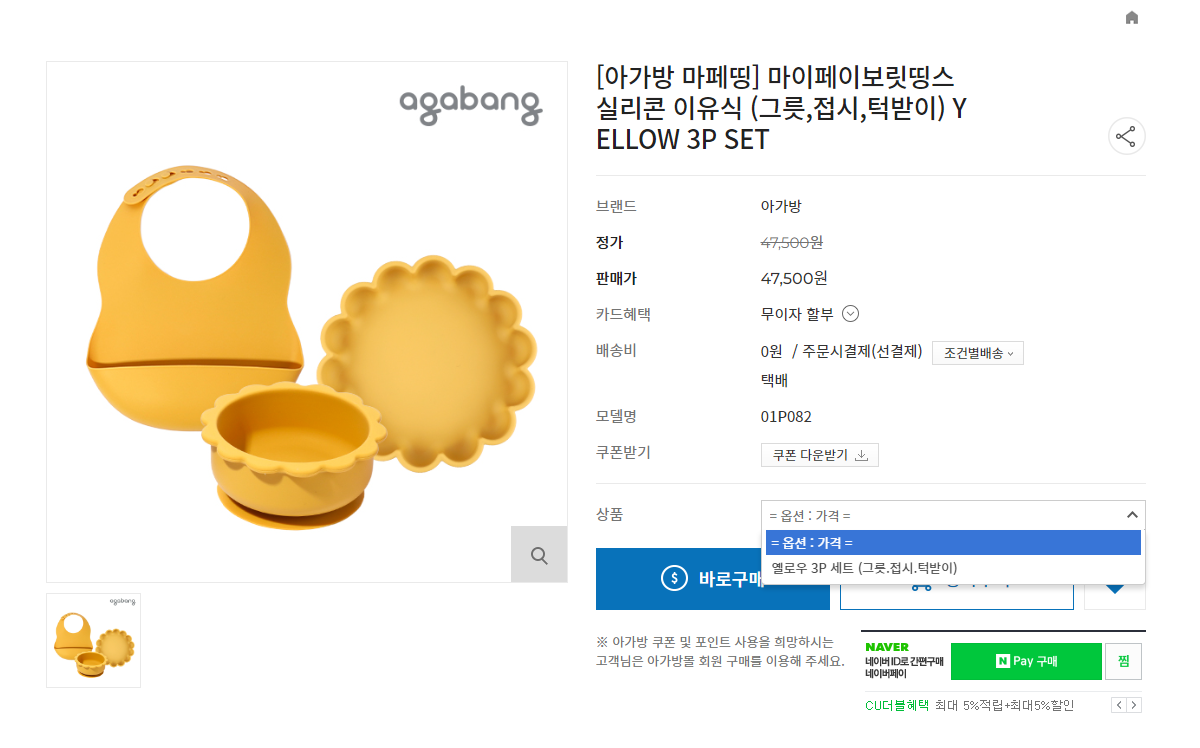 agabang
[아가방 마페띵] 마이페이보릿띵스
실리콘 이유식 (그릇,접시,턱받이) Y
ELLOW 3P SET
브랜드 아가방
정가 47,500원
판매가 47,500원
카드혜택 무이자 할부
배송비 0원 / 주문시결제(선결제) 조건별배송
택배
모델명 01P082
쿠폰받기 쿠폰 다운받기
상품 = 옵션 : 가격 =
= 옵션 : 가격 =
옐로우 3P 세트 (그릇.접시.턱받이)
바로구매
※ 아가방 쿠폰 및 포인트 사용을 희망하시는
고객님은 아가방몰 회원 구매를 이용해 주세요.
NAVER
네이버 ID로 간편구매
네이버페이
N Pay 구매
찜
CU더블혜택 최대 5%적립+최대5%할인
agabang